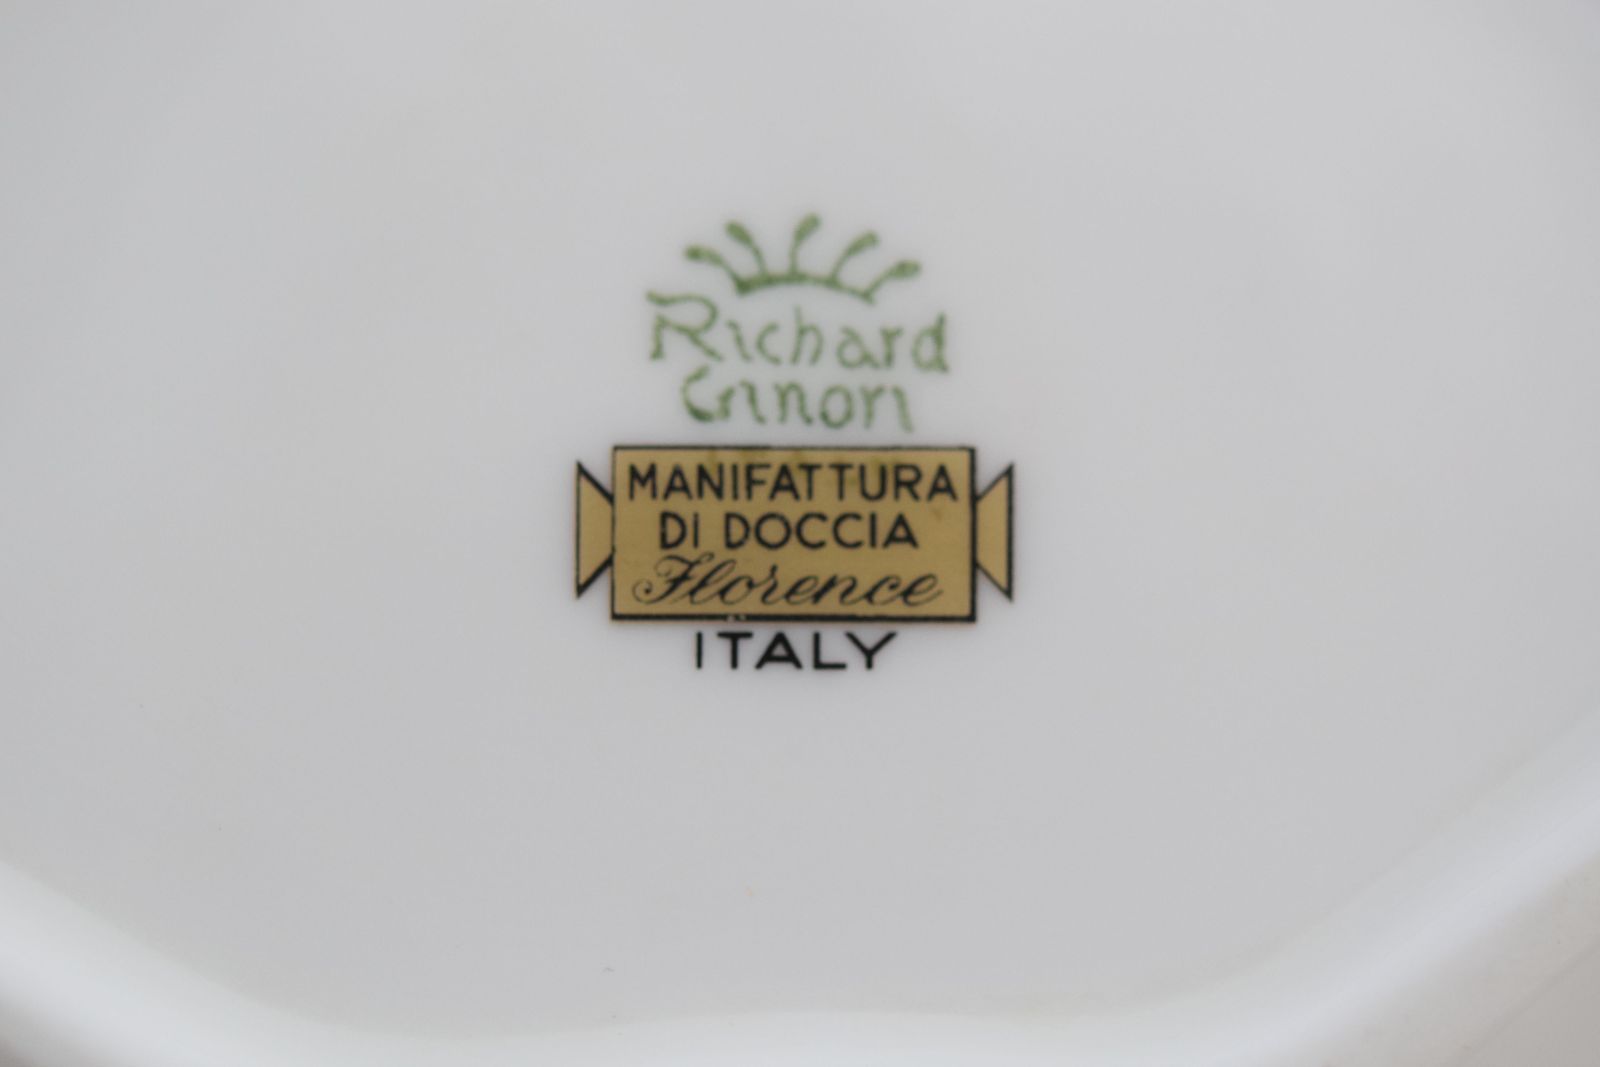 Richard
Ginori
MANIFATTURA
Di DOCCIA
Florence
ITALY